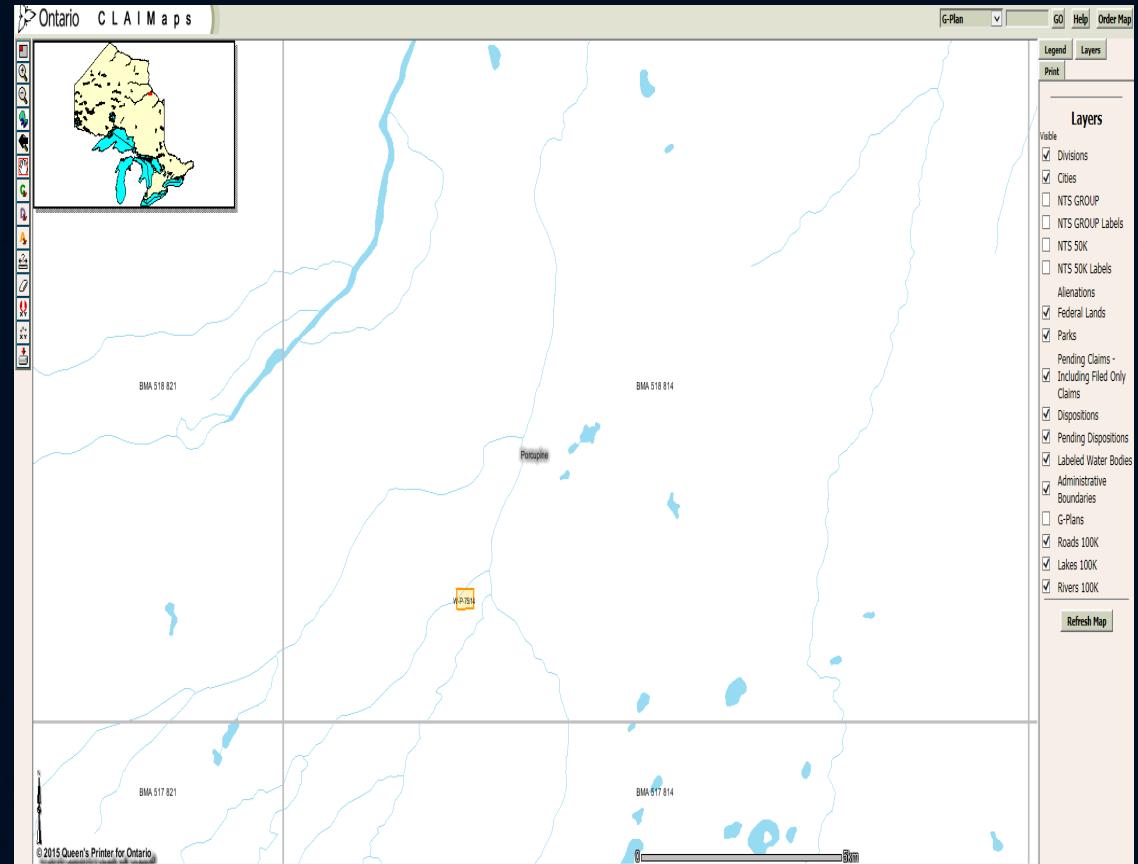 Ontario CLAIMaps
G-Plan
GO
Help
Order Map
Legend
Layers
Print
Layers
Visible
Divisions
Cities
NTS GROUP
NTS GROUP Labels
NTS 50K
NTS 50K Labels
Alienations
Federal Lands
Parks
Pending Claims -
Including Filed Only
Claims
Dispositions
Pending Dispositions
Labeled Water Bodies
Administrative
Boundaries
G-Plans
Roads 100K
Lakes 100K
Rivers 100K
Refresh Map
BMA 518 821
BMA 518 814
Porcupine
W-P-7514
BMA 517 821
BMA 517 814
N
© 2015 Queen's Printer for Ontario
0 5km